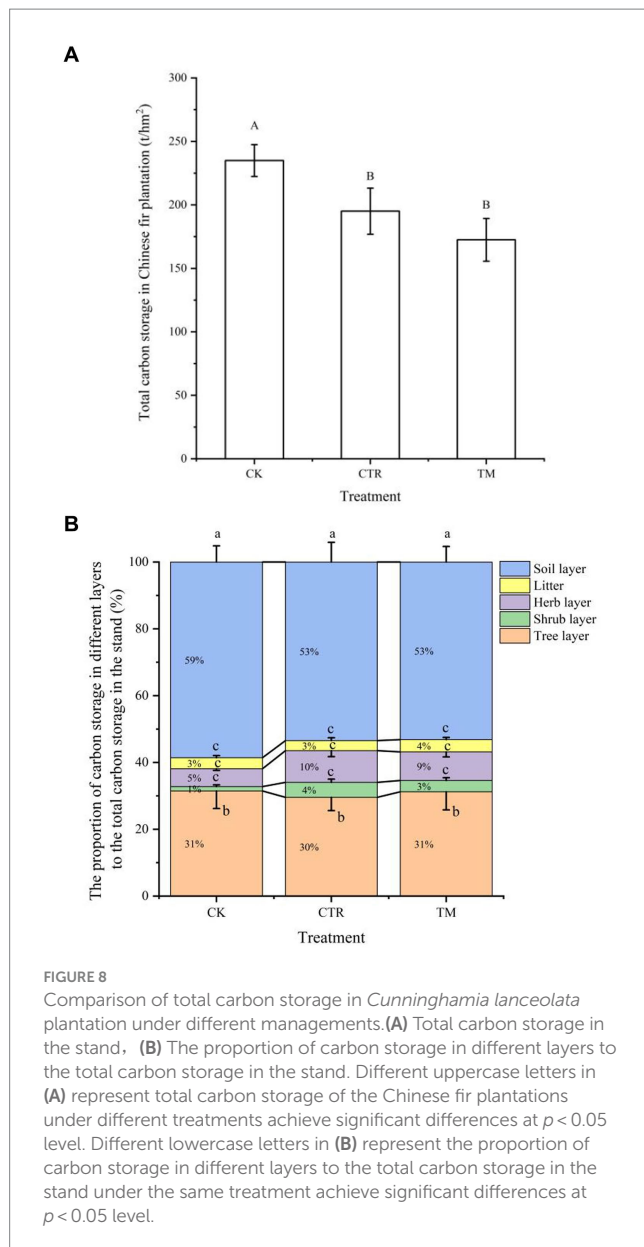 A
Total carbon storage in Chinese fir plantation (t/hm²)
300
250
200
150
100
50
0
A
B
B
CK
CTR
TM
Treatment
B
The proportion of carbon storage in different layers
to the total carbon storage in the stand (%)
100
80
60
40
20
0
a
a
a
59%
53%
53%
c
c
c
3%
3%
4%
c
c
c
5%
10%
9%
c
c
c
1%
4%
3%
b
b
b
31%
30%
31%
Soil layer
Litter
Herb layer
Shrub layer
Tree layer
CK
CTR
TM
Treatment
FIGURE 8
Comparison of total carbon storage in Cunninghamia lanceolata
plantation under different managements.(A) Total carbon storage in
the stand，(B) The proportion of carbon storage in different layers to
the total carbon storage in the stand. Different uppercase letters in
(A) represent total carbon storage of the Chinese fir plantations
under different treatments achieve significant differences at p < 0.05
level. Different lowercase letters in (B) represent the proportion of
carbon storage in different layers to the total carbon storage in the
stand under the same treatment achieve significant differences at
p < 0.05 level.